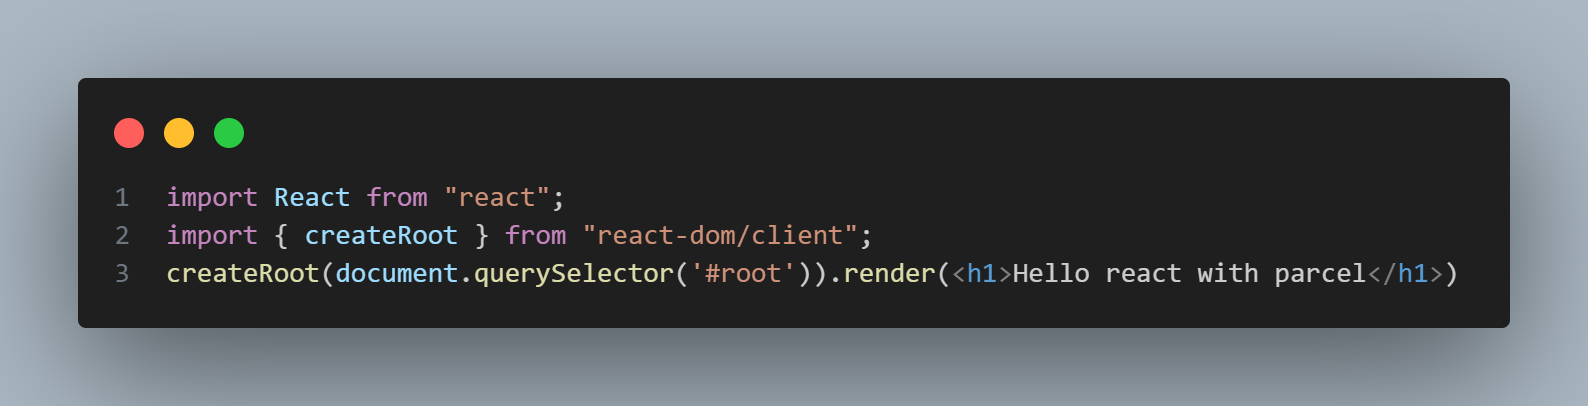 1 import React from "react";
2 import { createRoot } from "react-dom/client";
3 createRoot(document.querySelector('#root')).render(<h1>Hello react with parcel</h1>)